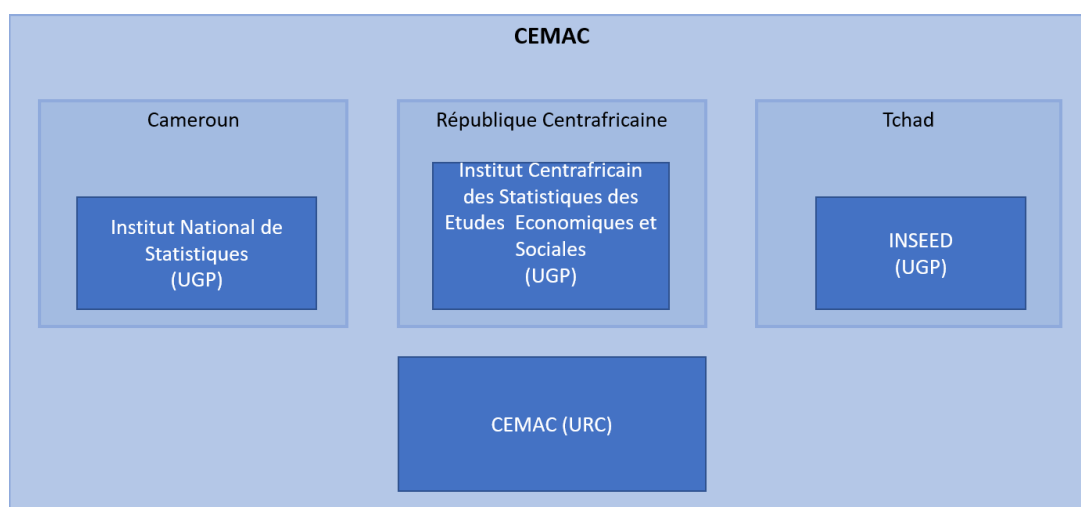 CEMAC
Cameroun
Institut National de
Statistiques
(UGP)
République Centrafricaine
Institut Centrafricain
des Statistiques des
Etudes  Economiques et
Sociales
(UGP)
Tchad
INSEED
(UGP)
CEMAC (URC)